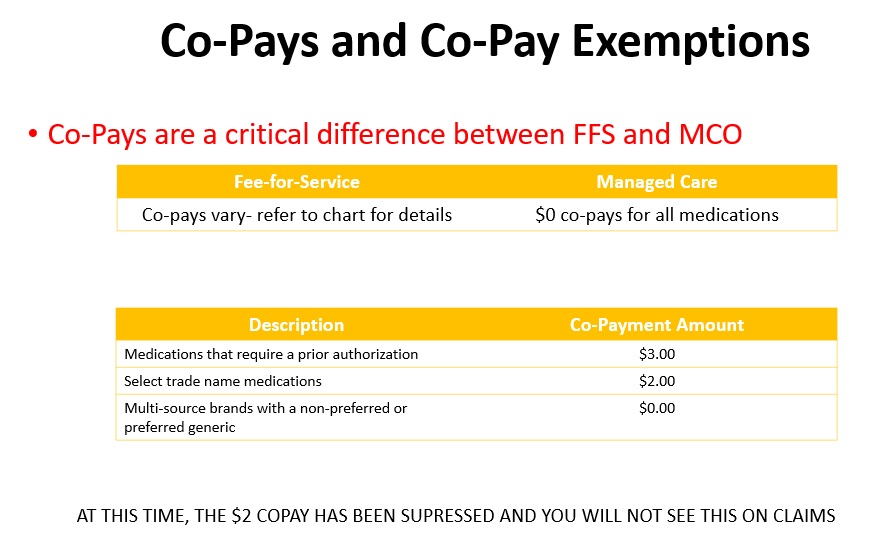 Co-Pays and Co-Pay Exemptions
• Co-Pays are a critical difference between FFS and MCO
Fee-for-Service Managed Care
Co-pays vary- refer to chart for details $0 co-pays for all medications
Description Co-Payment Amount
Medications that require a prior authorization $3.00
Select trade name medications $2.00
Multi-source brands with a non-preferred or $0.00
preferred generic
AT THIS TIME, THE $2 COPAY HAS BEEN SUPRESSED AND YOU WILL NOT SEE THIS ON CLAIMS